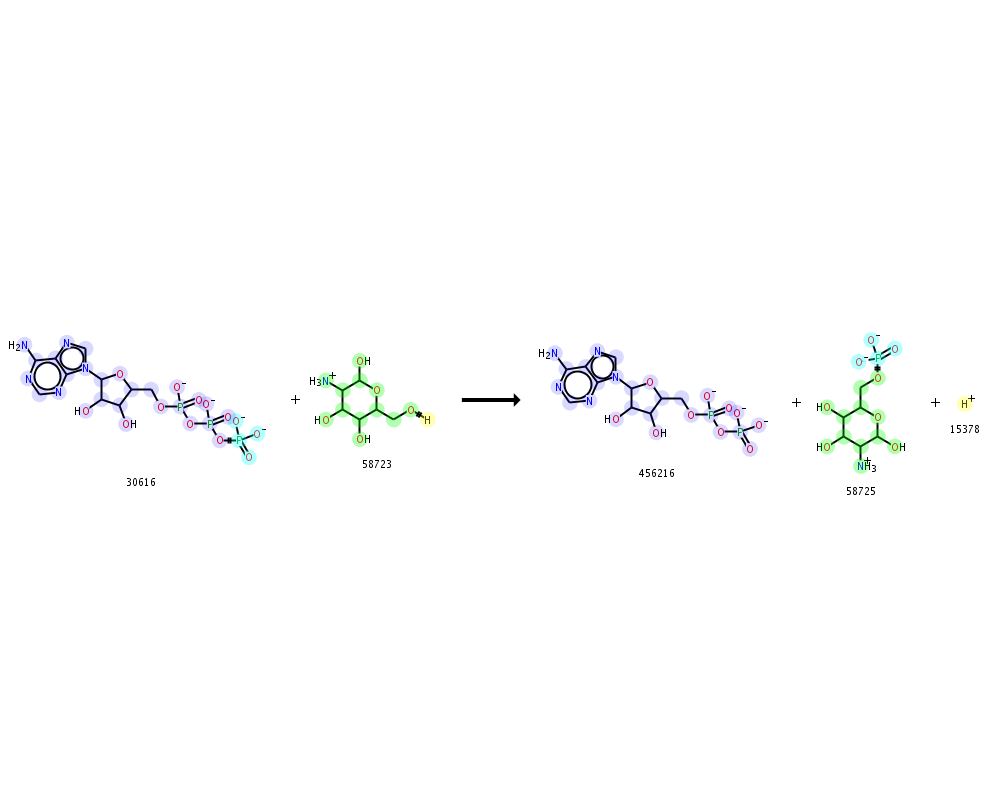 H2N N N N N O HO OH O P O- O O P O- O O P O- O- O
30616
+
H3N+ OH O HO OH O H
58723
+
H2N N N N N O HO OH O P O- O O P O- O- O
456216
+
O- O- P O O HO O HO OH NH3+
58725
+
H+
15378